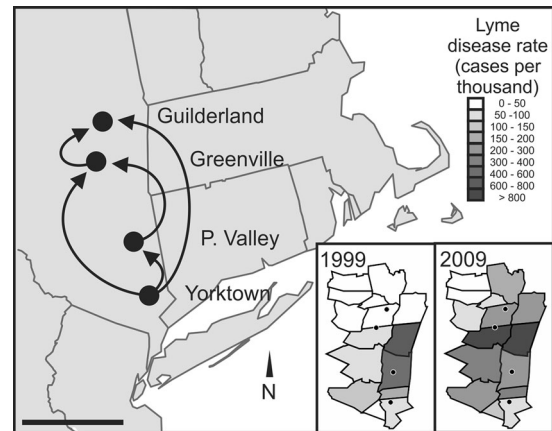 Lyme
disease rate
(cases per
thousand)
0 - 50
50 -100
100 - 150
150 - 200
200 - 300
300 - 400
400 - 600
600 - 800
> 800
Guilderland
Greenville
P. Valley
Yorktown
N
1999
2009